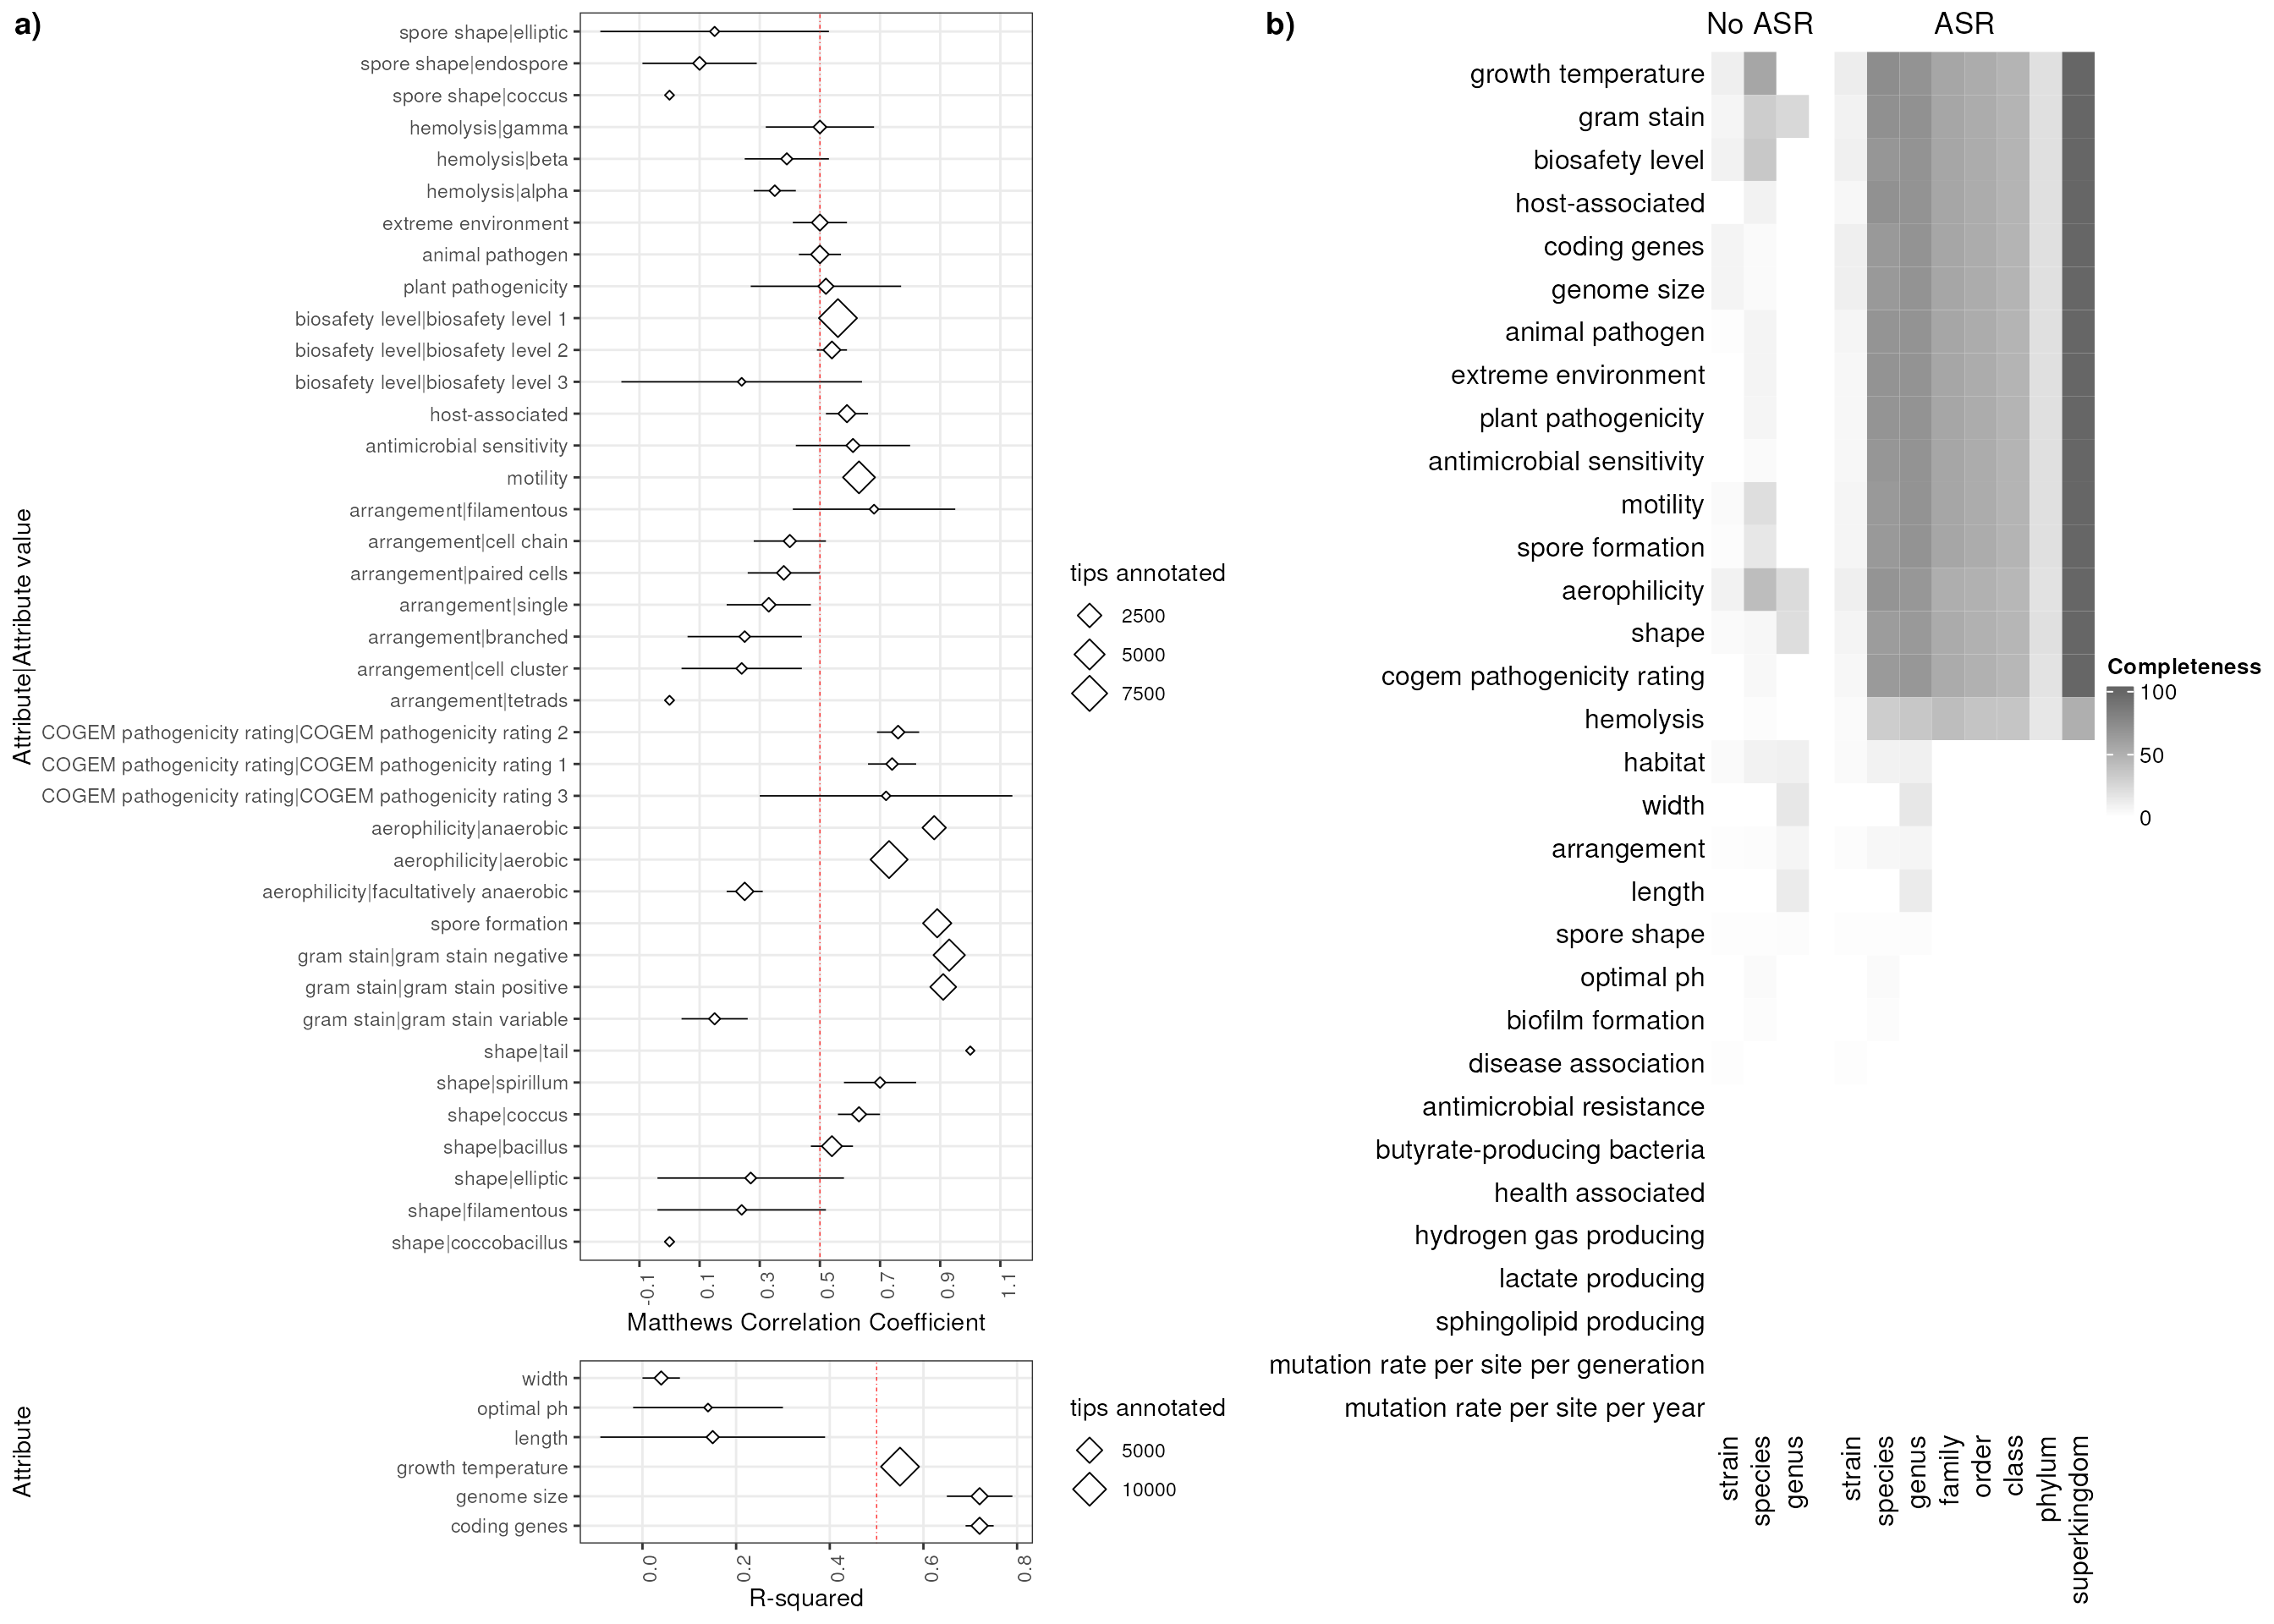 a)
spore shape|elliptic
spore shape|endospore
spore shape|coccus
hemolysis|gamma
hemolysis|beta
hemolysis|alpha
extreme environment
animal pathogen
plant pathogenicity
biosafety level|biosafety level 1
biosafety level|biosafety level 2
biosafety level|biosafety level 3
host-associated
antimicrobial sensitivity
motility
arrangement|filamentous
arrangement|cell chain
arrangement|paired cells
arrangement|single
arrangement|branched
arrangement|cell cluster
arrangement|tetrads
COGEM pathogenicity rating|COGEM pathogenicity rating 2
COGEM pathogenicity rating|COGEM pathogenicity rating 1
COGEM pathogenicity rating|COGEM pathogenicity rating 3
aerophilicity|anaerobic
aerophilicity|aerobic
aerophilicity|facultatively anaerobic
spore formation
gram stain|gram stain negative
gram stain|gram stain positive
gram stain|gram stain variable
shape|tail
shape|spirillum
shape|coccus
shape|bacillus
shape|elliptic
shape|filamentous
shape|coccobacillus
Attribute|Attribute value
-0.1 0.1 0.3 0.5 0.7 0.9 1.1
Matthews Correlation Coefficient
tips annotated
2500
5000
7500
width
optimal ph
length
growth temperature
genome size
coding genes
Attribute
0.0 0.2 0.4 0.6 0.8
R-squared
tips annotated
5000
10000
b)
No ASR
ASR
growth temperature
gram stain
biosafety level
host-associated
coding genes
genome size
animal pathogen
extreme environment
plant pathogenicity
antimicrobial sensitivity
motility
spore formation
aerophilicity
shape
cogem pathogenicity rating
hemolysis
habitat
width
arrangement
length
spore shape
optimal ph
biofilm formation
disease association
antimicrobial resistance
butyrate-producing bacteria
health associated
hydrogen gas producing
lactate producing
sphingolipid producing
mutation rate per site per generation
mutation rate per site per year
strain
species
genus
strain
species
genus
family
order
class
phylum
superkingdom
Completeness
100
50
0